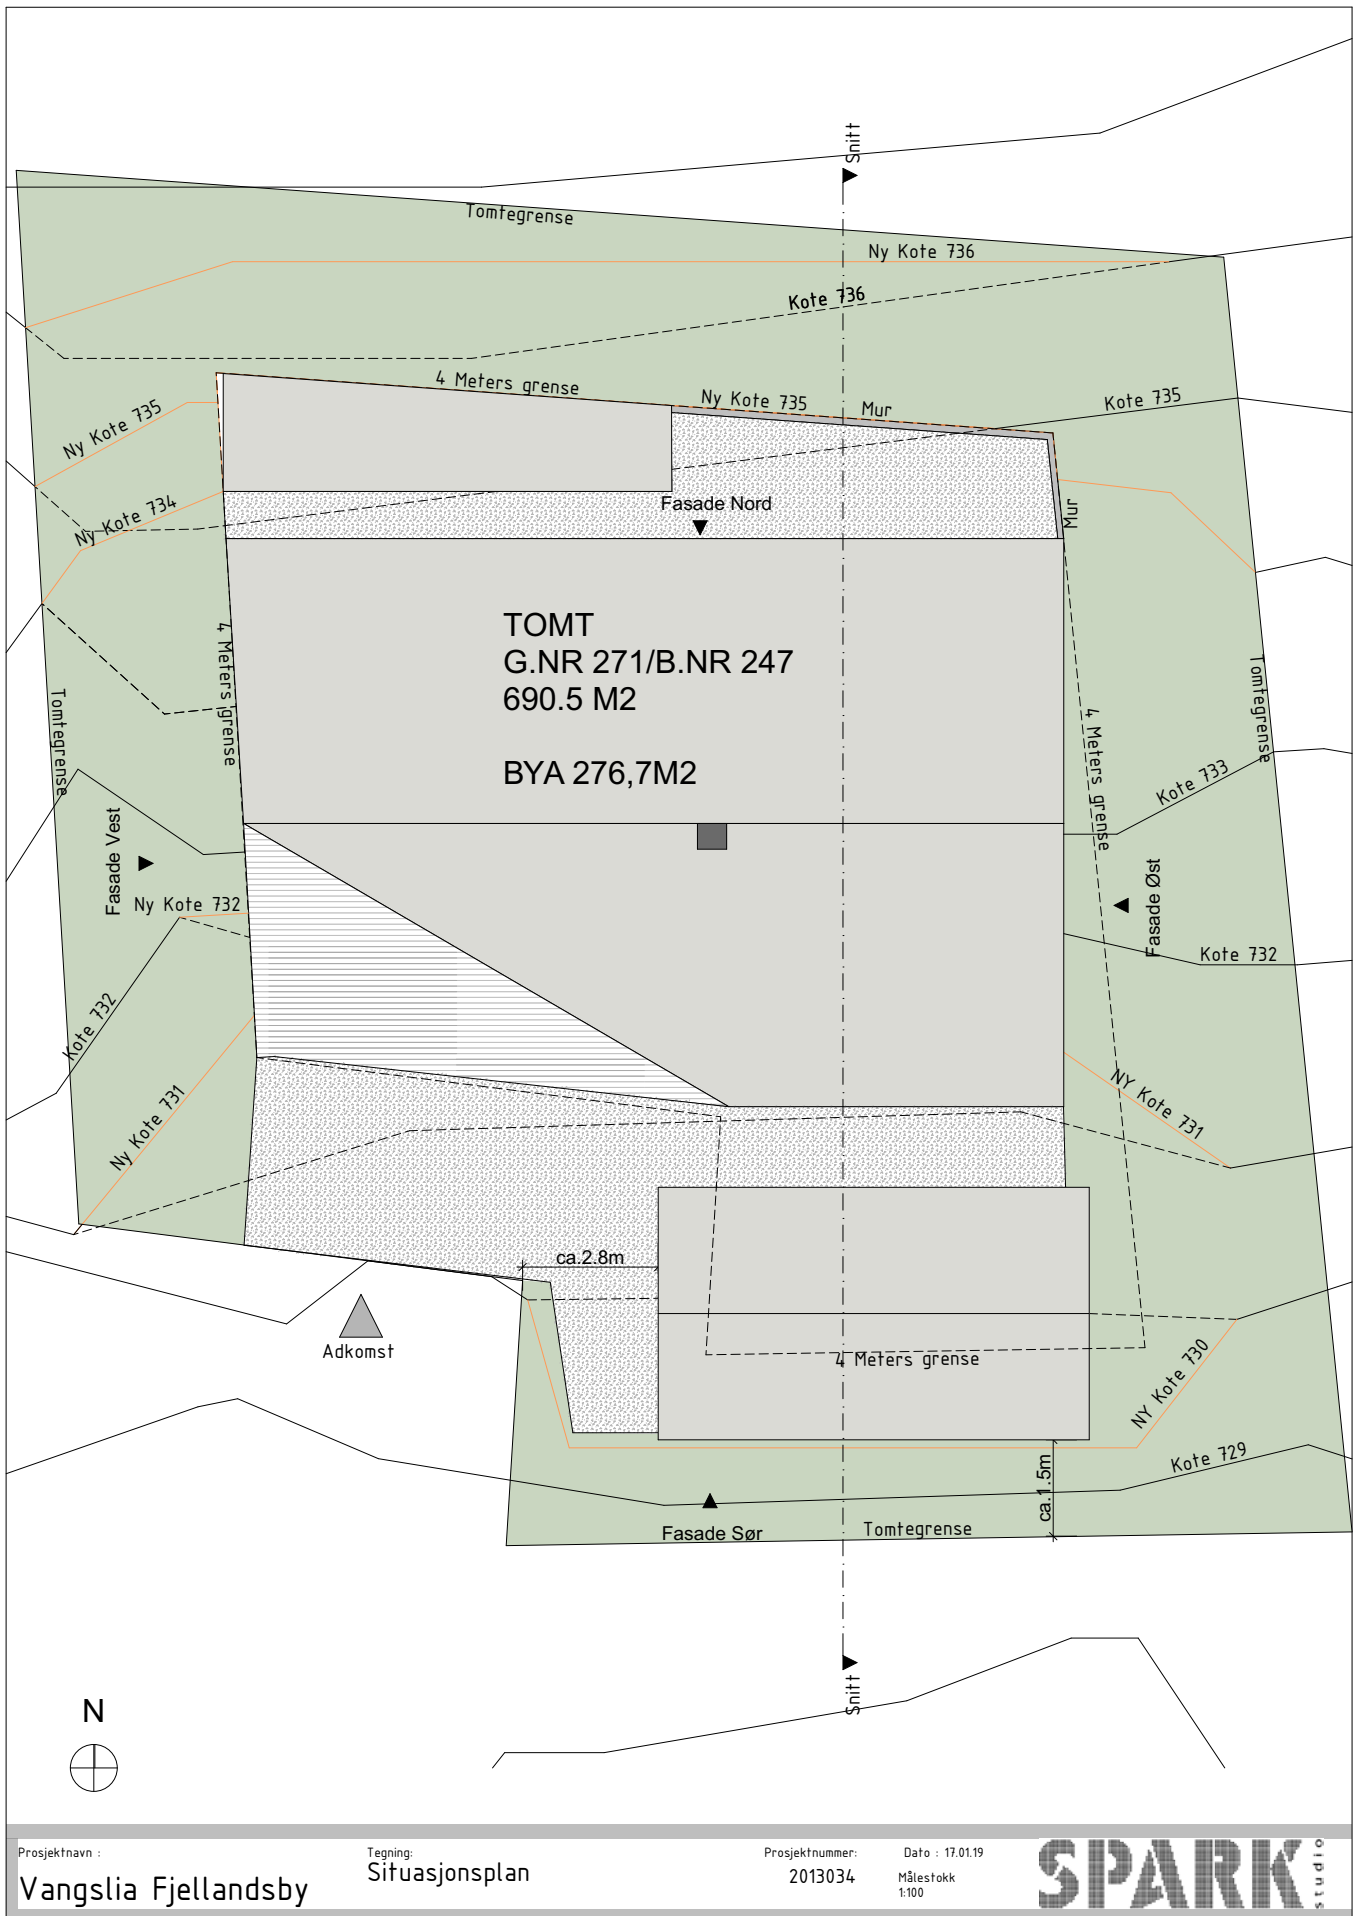 Snitt
Tomtegrense
Ny Kote 736
Kote 736
4 Meters grense
Ny Kote 735
Mur
Kote 735
Ny Kote 735
Ny Kote 734
Fasade Nord
Mur
TOMT
G.NR 271/B.NR 247
690.5 M2
BYA 276,7M2
4 Meters grense
Tomtegrense
Tomtegrense
4 Meters grense
Kote 733
Fasade Vest
Fasade Øst
Ny Kote 732
Kote 732
Kote 732
Ny Kote 731
NY Kote 731
ca.2.8m
Adkomst
4 Meters grense
NY Kote 730
Kote 729
ca.1.5m
Fasade Sør
Tomtegrense
Snitt
N
Prosjektnavn :
Vangslia Fjellandsby
Tegning:
Situasjonsplan
Prosjektnummer:
2013034
Dato : 17.01.19
Målestokk
1:100
SPARK
studio